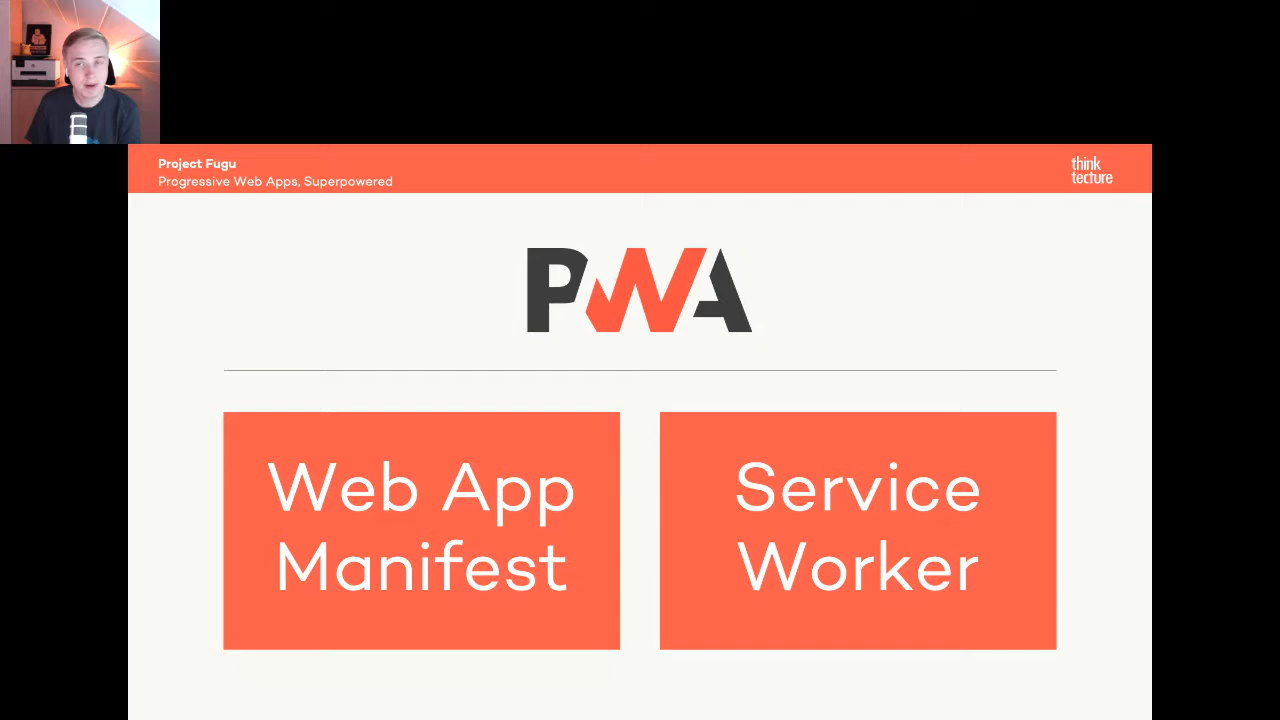 Project Fugu
Progressive Web Apps, Superpowered
think
tecture
PWA
Web App
Manifest
Service
Worker